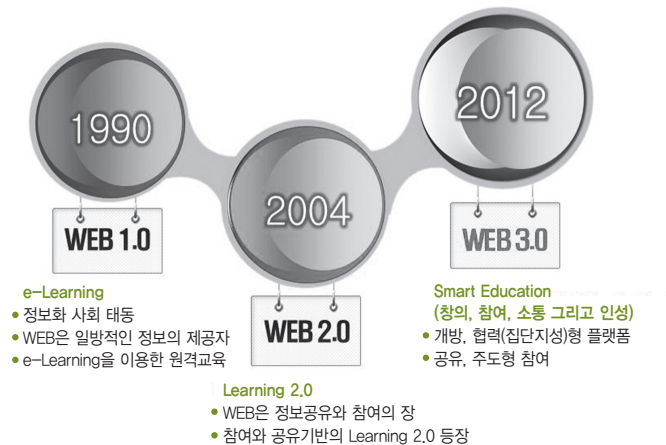 1990
WEB 1.0
e-Learning
• 정보화 사회 태동
• WEB은 일방적인 정보의 제공자
• e-Learning을 이용한 원격교육
2004
WEB 2.0
Learning 2.0
• WEB은 정보공유와 참여의 장
• 참여와 공유기반의 Learning 2.0 등장
2012
WEB 3.0
Smart Education
(창의, 참여, 소통 그리고 인성)
• 개방, 협력(집단지성)형 플랫폼
• 공유, 주도형 참여